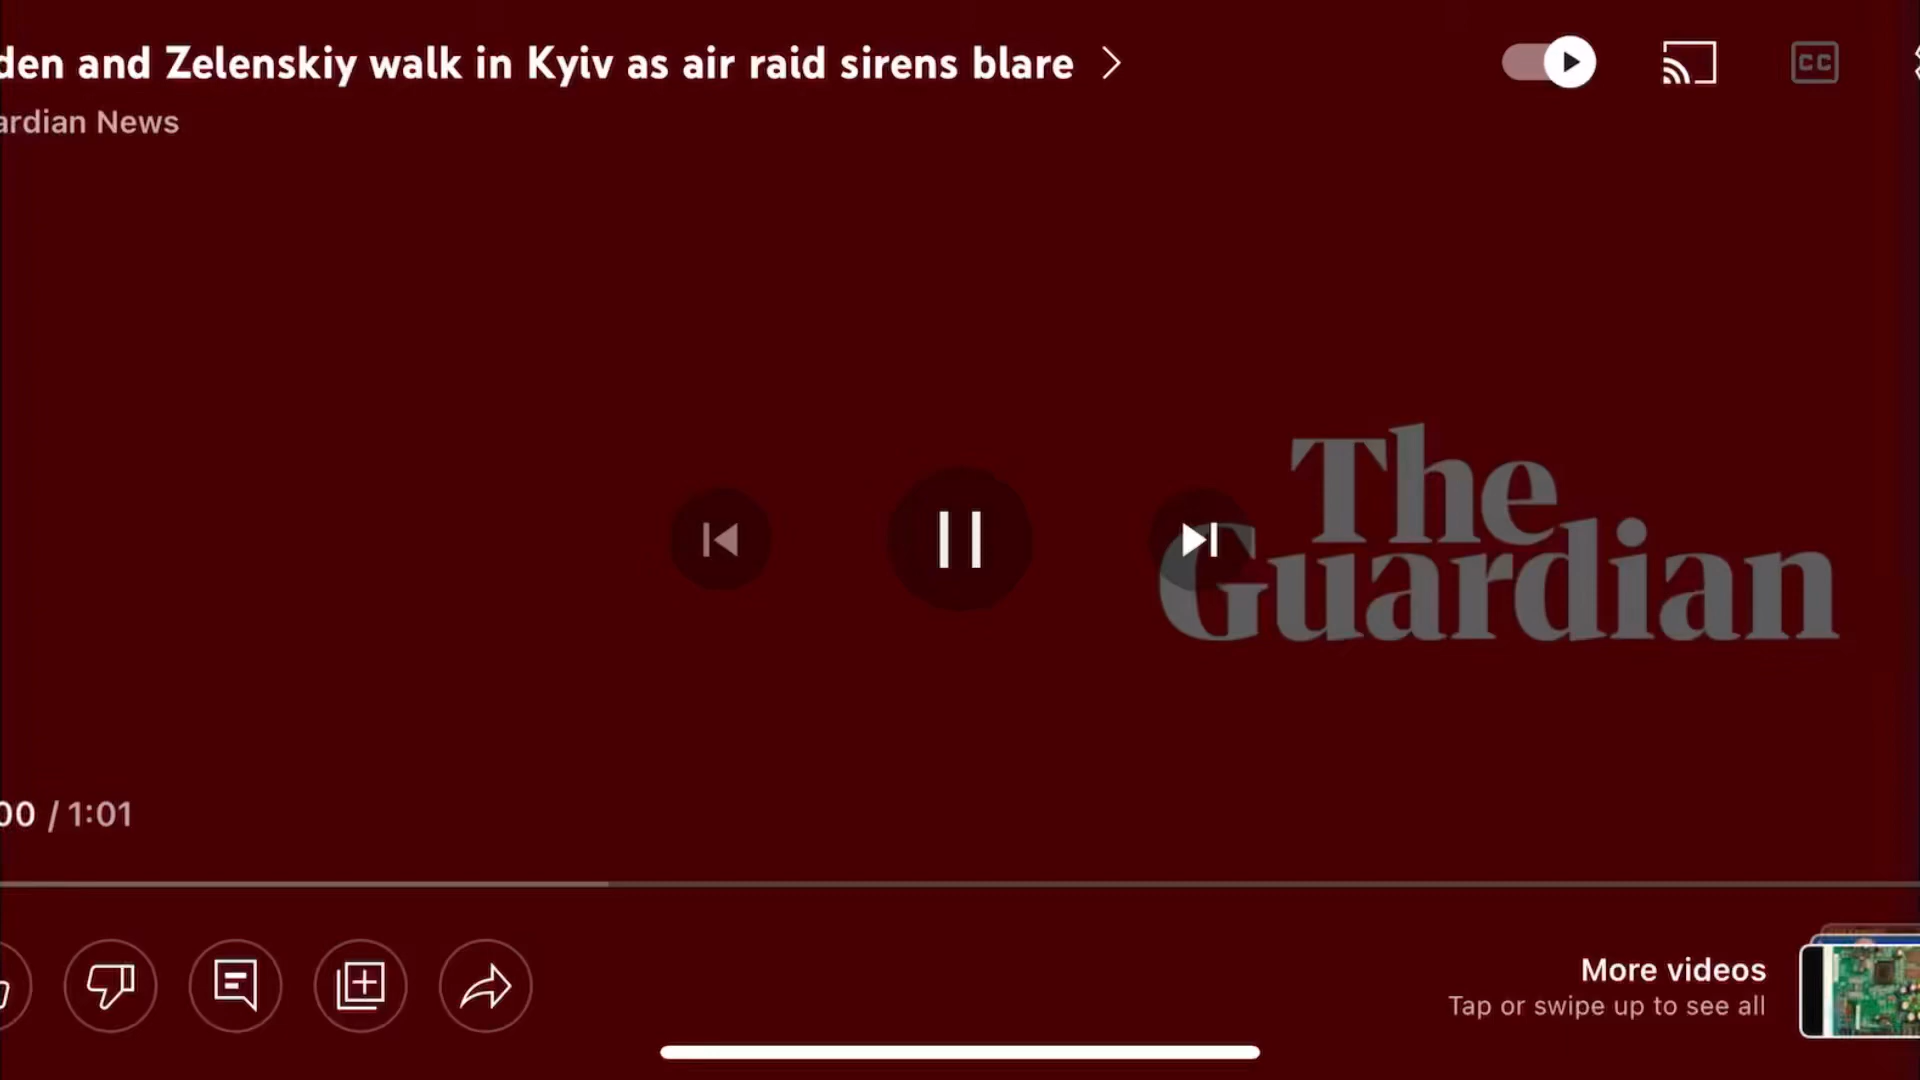 den and Zelenskiy walk in Kyiv as air raid sirens blare
ardian News
CC
The
Guardian
00 / 1:01
More videos
Tap or swipe up to see all